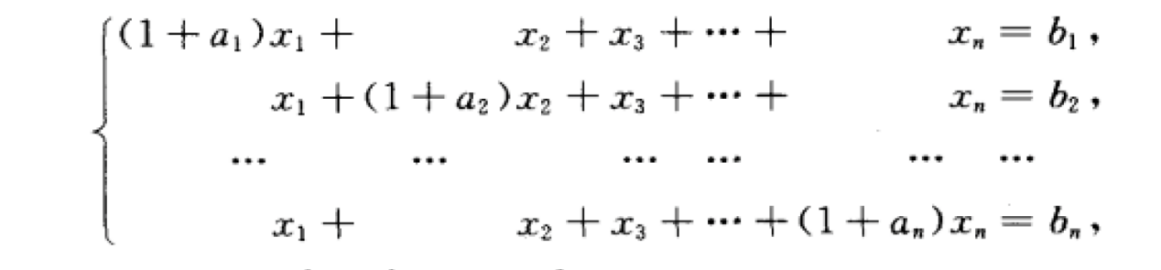 (1+a₁)x₁ + x₂ + x₃ + ⋯ + xₙ = b₁,
x₁ + (1+a₂)x₂ + x₃ + ⋯ + xₙ = b₂,
⋯ ⋯ ⋯ ⋯ ⋯ ⋯
x₁ + x₂ + x₃ + ⋯ + (1+aₙ)xₙ = bₙ,